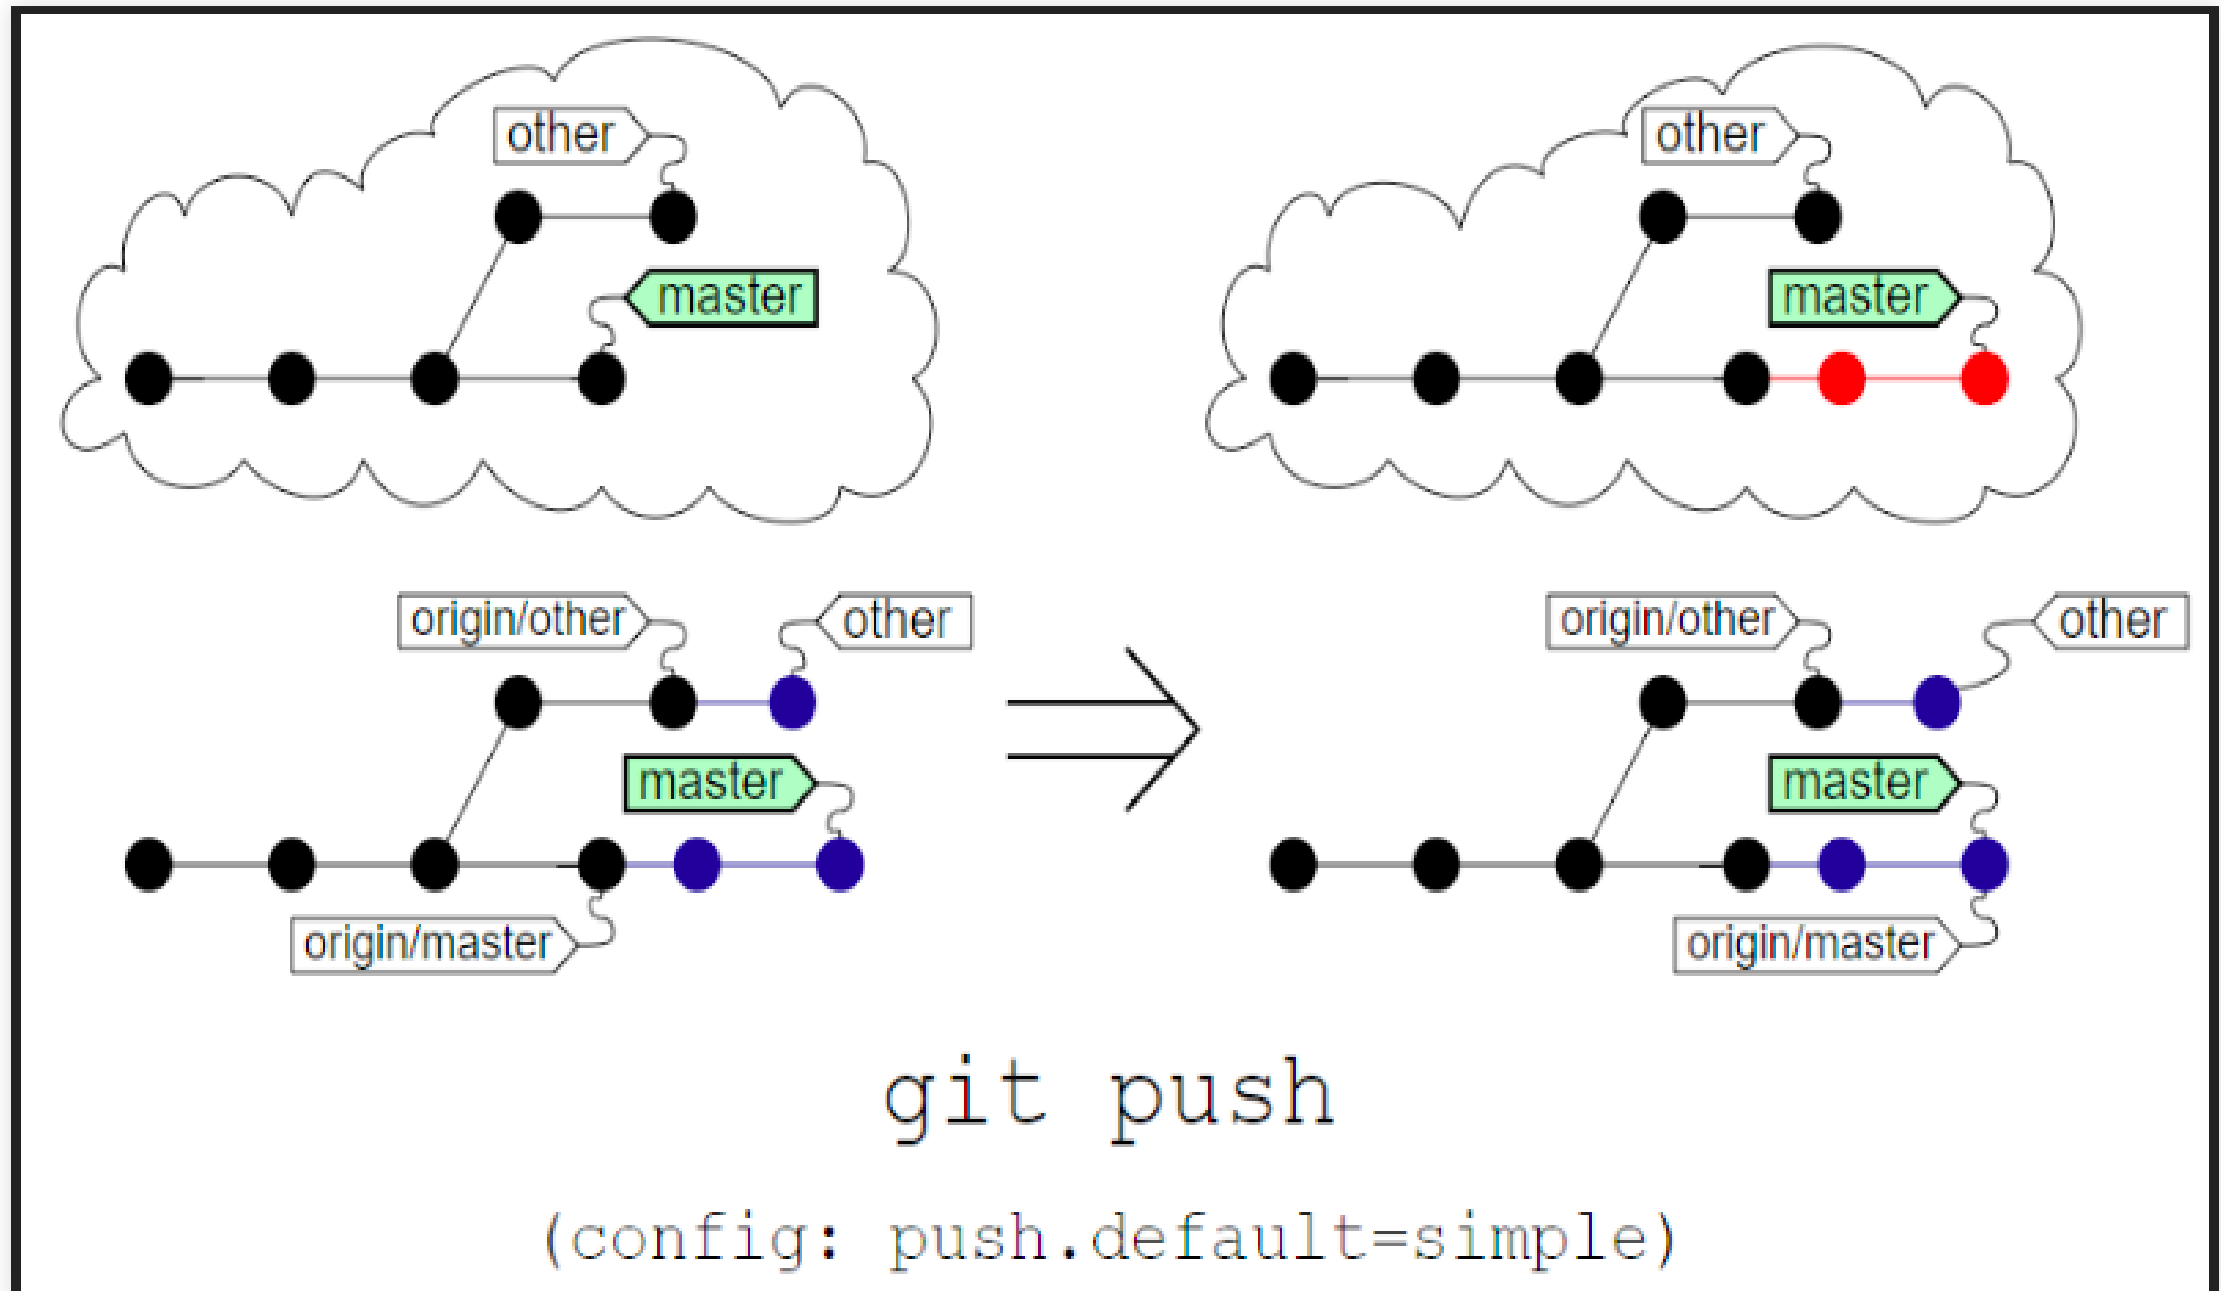 other
master
other
master
origin/other
other
master
origin/master
origin/other
other
master
origin/master
git push
(config: push.default=simple)